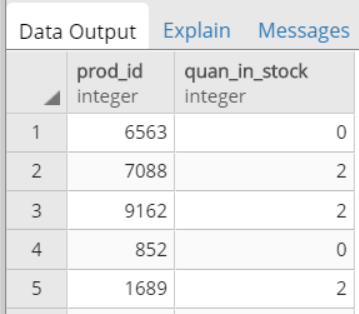 Data Output Explain Messages
prod_id quan_in_stock
integer integer
1 6563 0
2 7088 2
3 9162 2
4 852 0
5 1689 2